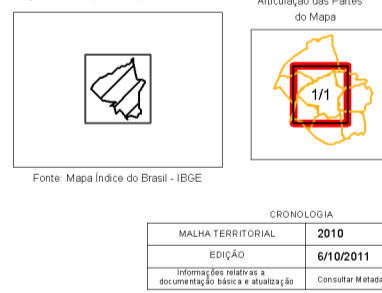 Articulação das Partes
do Mapa
1/1
Fonte: Mapa Índice do Brasil - IBGE
CRONOLOGIA
MALHA TERRITORIAL 2010
EDIÇÃO 6/10/2011
Informações relativas a
documentação básica e atualização Consultar Metada